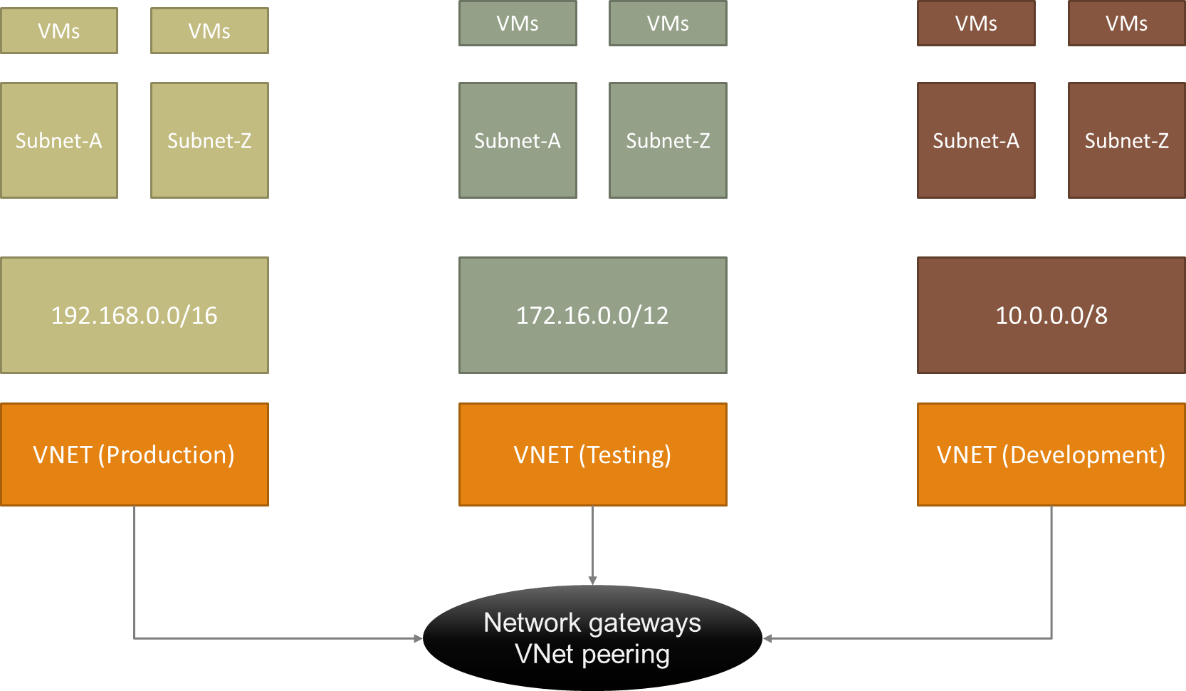 VMs
VMs
VMs
VMs
VMs
VMs
Subnet-A
Subnet-Z
Subnet-A
Subnet-Z
Subnet-A
Subnet-Z
192.168.0.0/16
172.16.0.0/12
10.0.0.0/8
VNET (Production)
VNET (Testing)
VNET (Development)
Network gateways
VNet peering